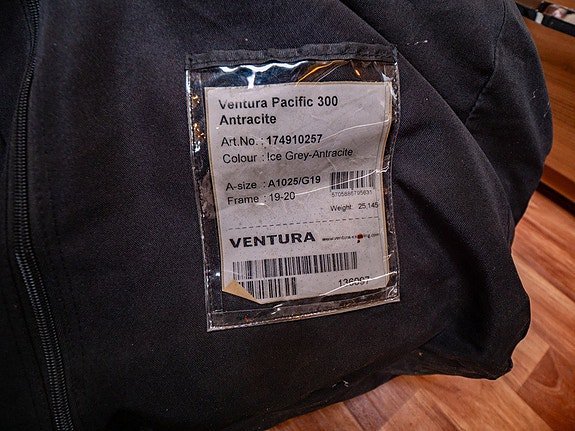 Ventura Pacific 300
Antracite
Art.No. : 174910257
Colour : Ice Grey-Antracite
A-size : A1025/G19
Frame : 19-20
Weight 25,145
VENTURA
136097